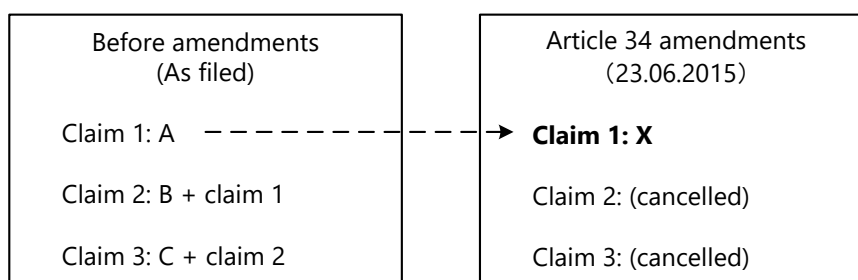 Before amendments
(As filed)
Claim 1: A
Claim 2: B + claim 1
Claim 3: C + claim 2
Article 34 amendments
（23.06.2015）
Claim 1: X
Claim 2: (cancelled)
Claim 3: (cancelled)